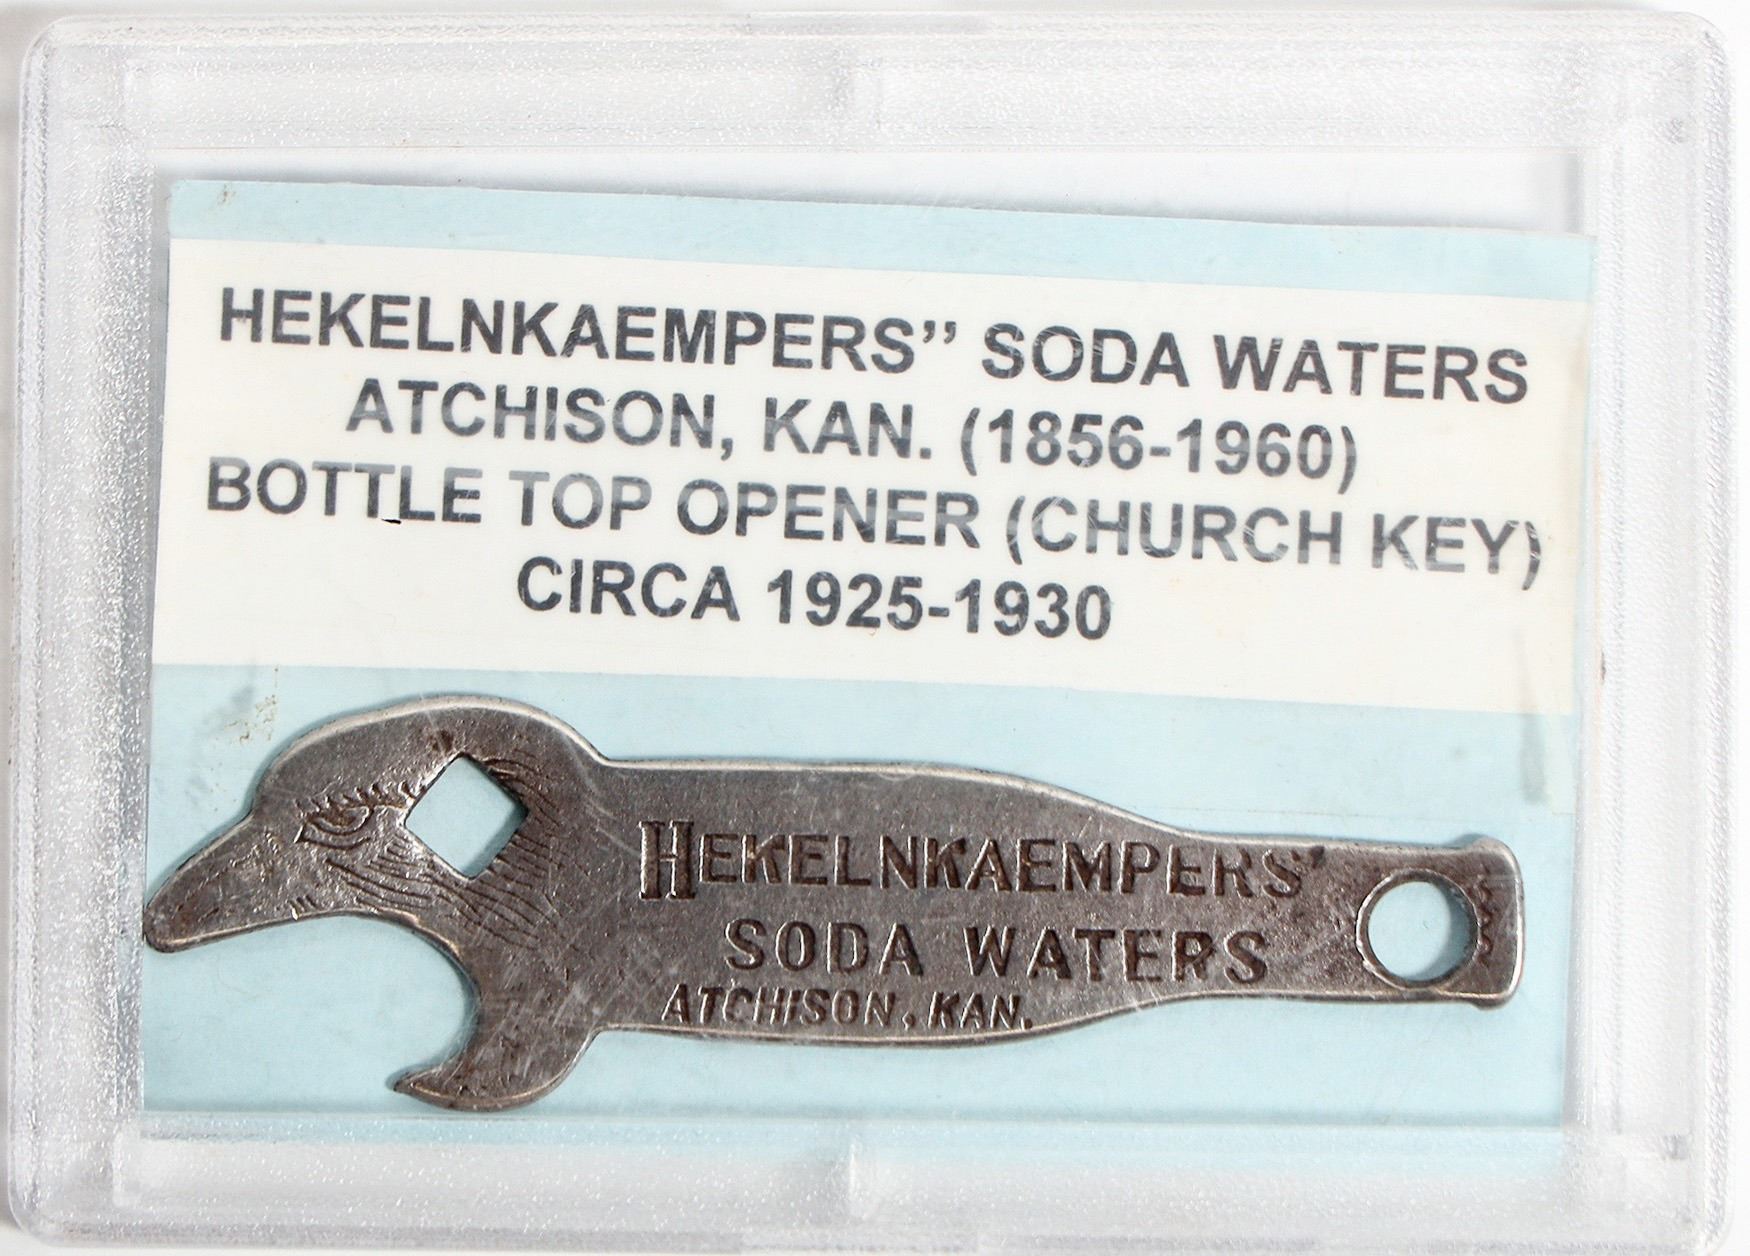 HEKELNKAEMPERS” SODA WATERS
ATCHISON, KAN. (1856-1960)
BOTTLE TOP OPENER (CHURCH KEY)
CIRCA 1925-1930
HEKELNKAEMPERS'
SODA WATERS
ATCHISON, KAN.